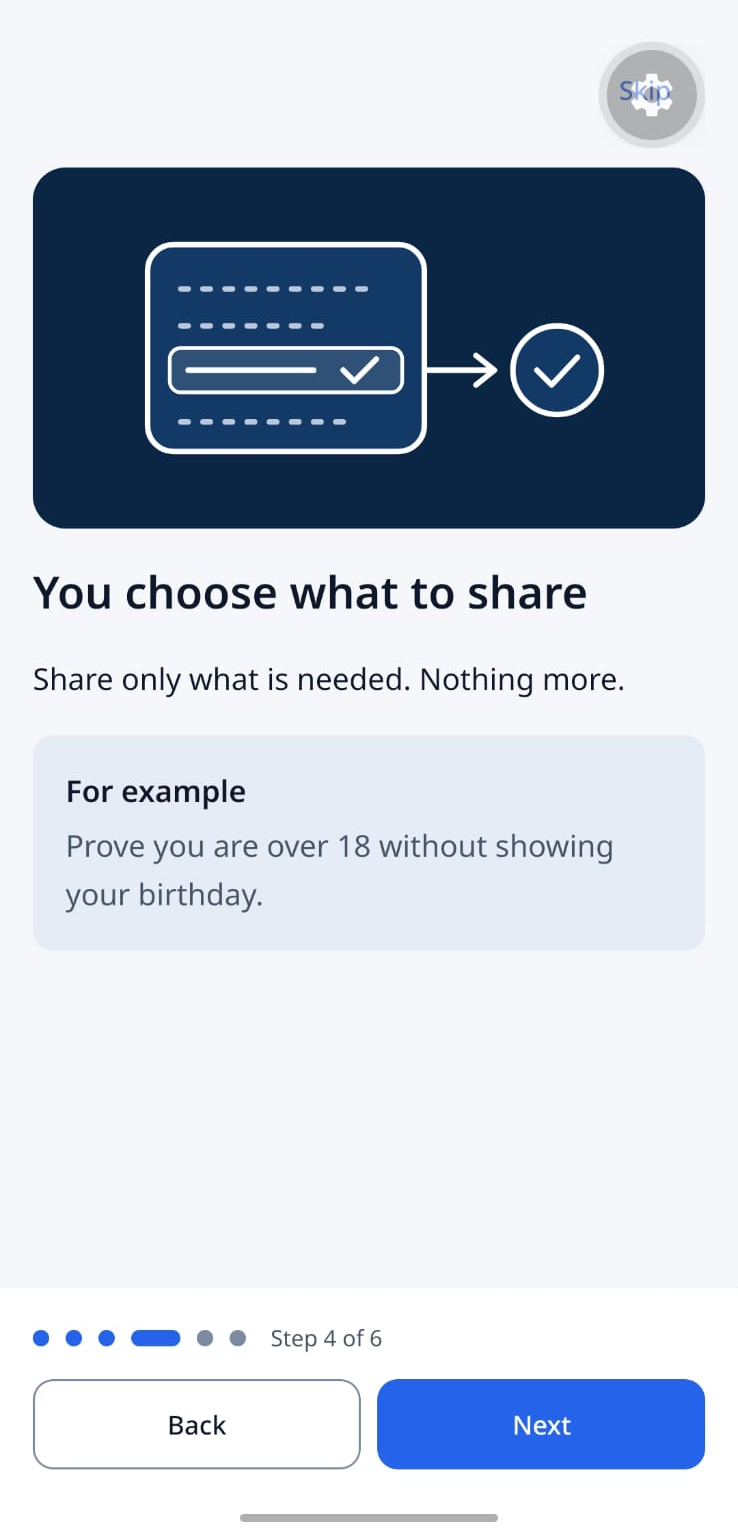 Skip
You choose what to share
Share only what is needed. Nothing more.
For example
Prove you are over 18 without showing
your birthday.
Step 4 of 6
Back
Next